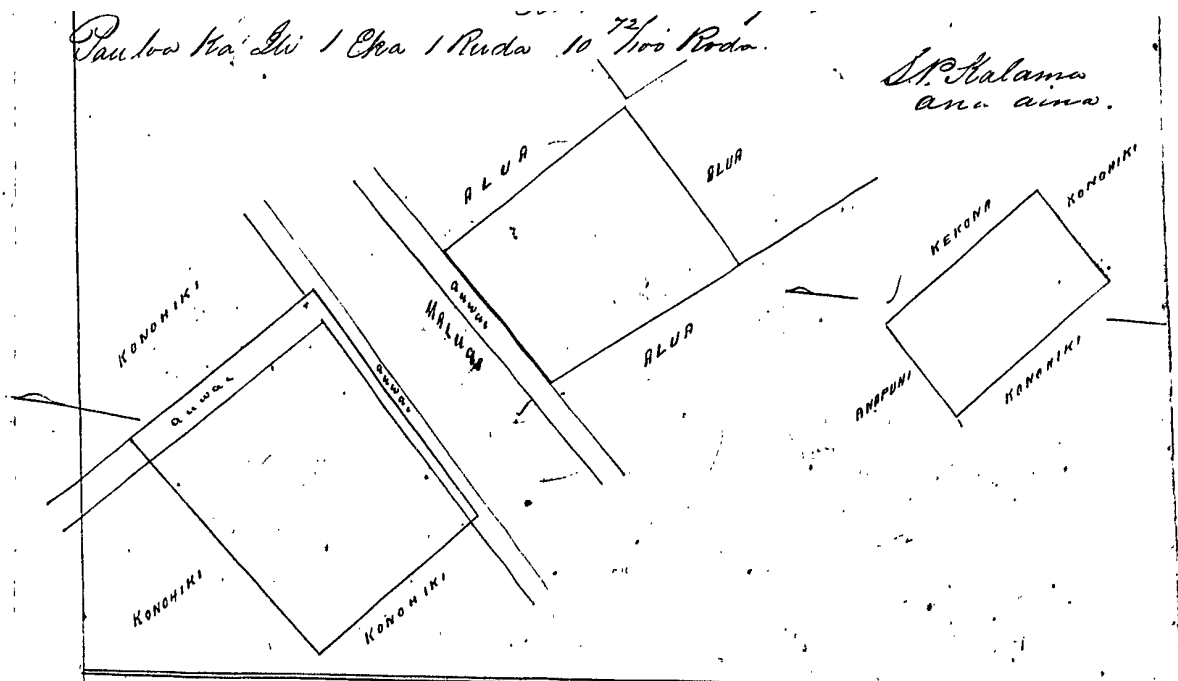 Pauloa Ka Ili 1 Eka 1 Ruda 10 72/100 Roda.
S.P. Kalama
ana aina.
ALUA
ALUA
KONOHIKI
KEKONA
auwai
MALUAE
KONOHIKI
auwai
auwai
ALUA
ANAPUNI
KONOHIKI
KONOHIKI
KONOHIKI